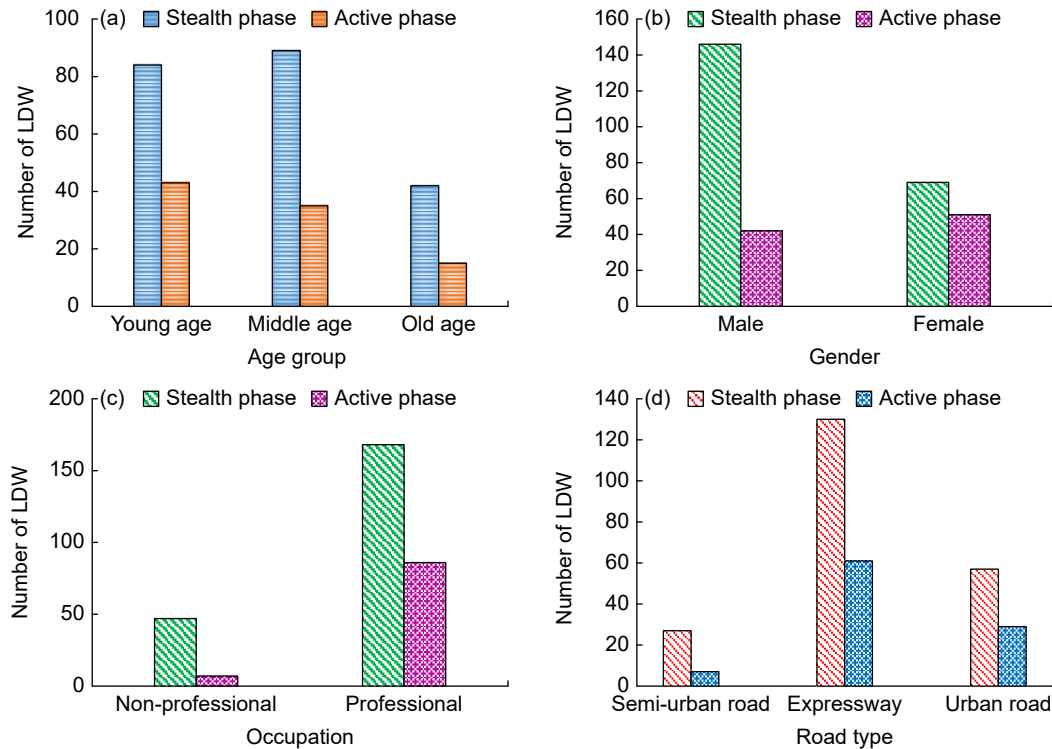 (a) Stealth phase Active phase
100
80
60
40
20
0
Number of LDW
Young age Middle age Old age
Age group
(b) Stealth phase Active phase
160
140
120
100
80
60
40
20
0
Number of LDW
Male Female
Gender
(c) Stealth phase Active phase
200
150
100
50
0
Number of LDW
Non-professional Professional
Occupation
(d) Stealth phase Active phase
140
120
100
80
60
40
20
0
Number of LDW
Semi-urban road Expressway Urban road
Road type